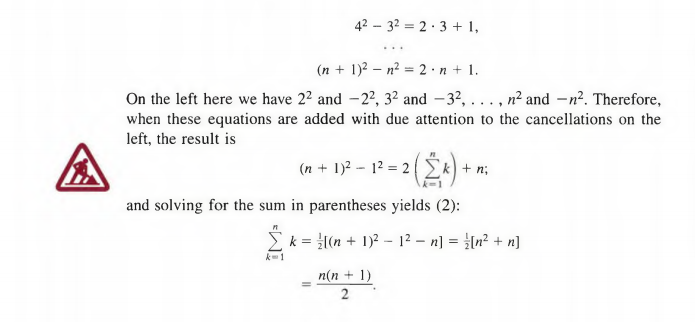 4² − 3² = 2 · 3 + 1,
. . .
(n + 1)² − n² = 2 · n + 1.
On the left here we have 2² and −2², 3² and −3², . . . , n² and −n². Therefore,
when these equations are added with due attention to the cancellations on the
left, the result is
(n + 1)² − 1² = 2 ( n ∑ k=1 k ) + n;
and solving for the sum in parentheses yields (2):
n ∑ k=1 k = ½[(n + 1)² − 1² − n] = ½[n² + n]
= n(n + 1) / 2 .